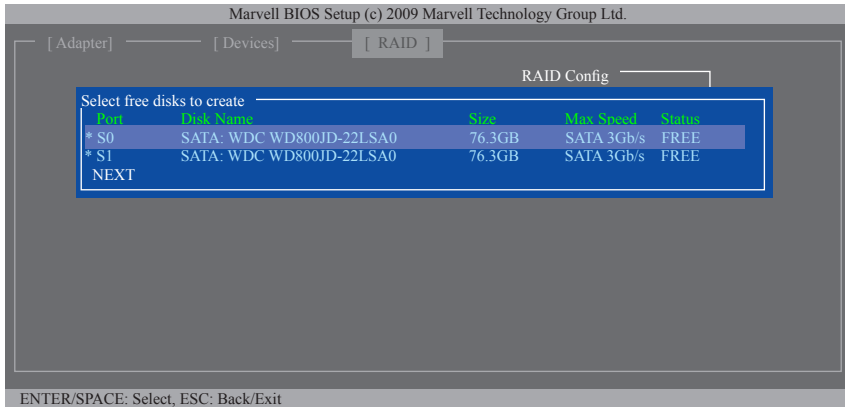 Marvell BIOS Setup (c) 2009 Marvell Technology Group Ltd.
[ Adapter] [ Devices] [ RAID ]
RAID Config
Select free disks to create
Port Disk Name Size Max Speed Status
* S0 SATA: WDC WD800JD-22LSA0 76.3GB SATA 3Gb/s FREE
* S1 SATA: WDC WD800JD-22LSA0 76.3GB SATA 3Gb/s FREE
NEXT
ENTER/SPACE: Select, ESC: Back/Exit